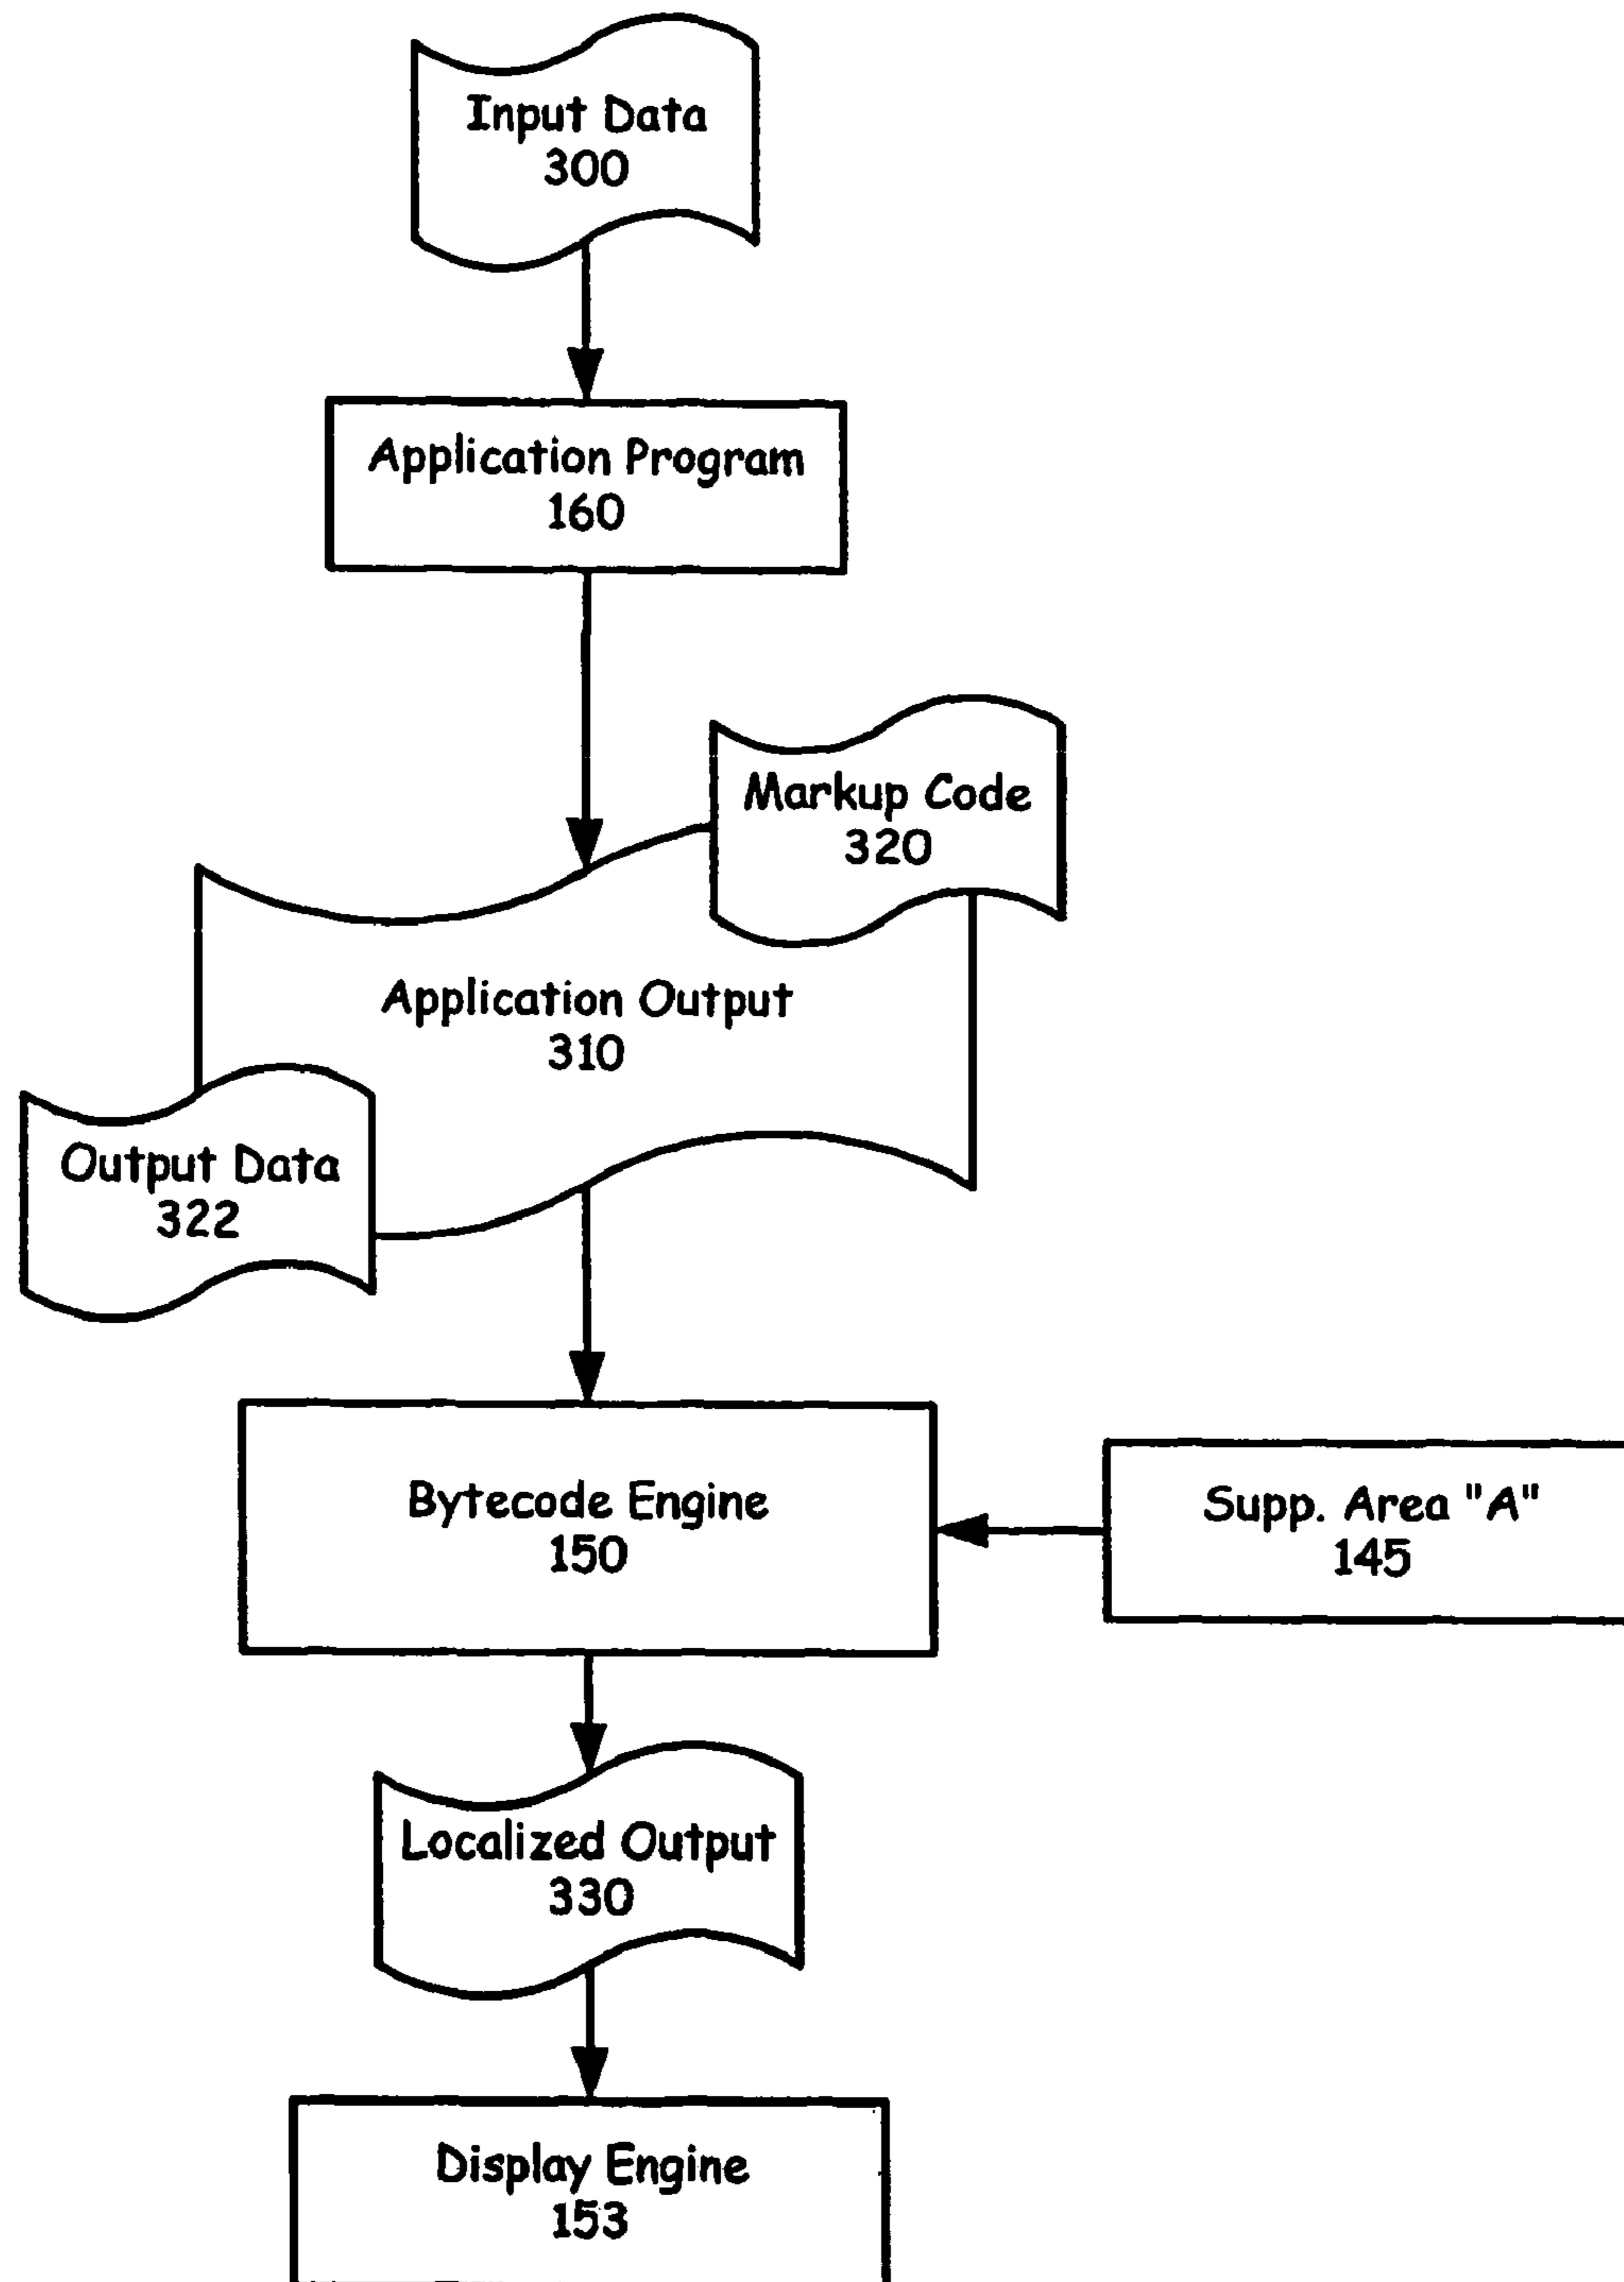 Input Data
300
Application Program
160
Markup Code
320
Application Output
310
Output Data
322
Bytecode Engine
150
Supp. Area "A"
145
Localized Output
330
Display Engine
153